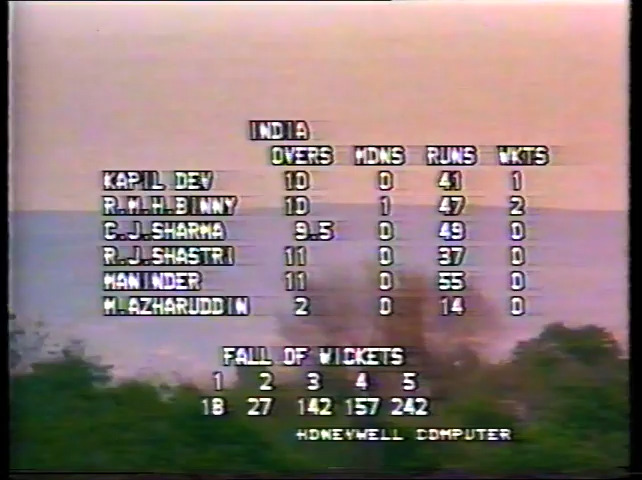 INDIA
OVERS MDNS RUNS WKTS
KAPIL DEV 10 0 41 1
R.M.H.BINNY 10 1 47 2
C.J.SHARMA 9.5 0 49 0
R.J.SHASTRI 11 0 37 0
MANINDER 11 0 55 0
M.AZHARUDDIN 2 0 14 0
FALL OF WICKETS
1 2 3 4 5
18 27 142 157 242
HONEYWELL COMPUTER